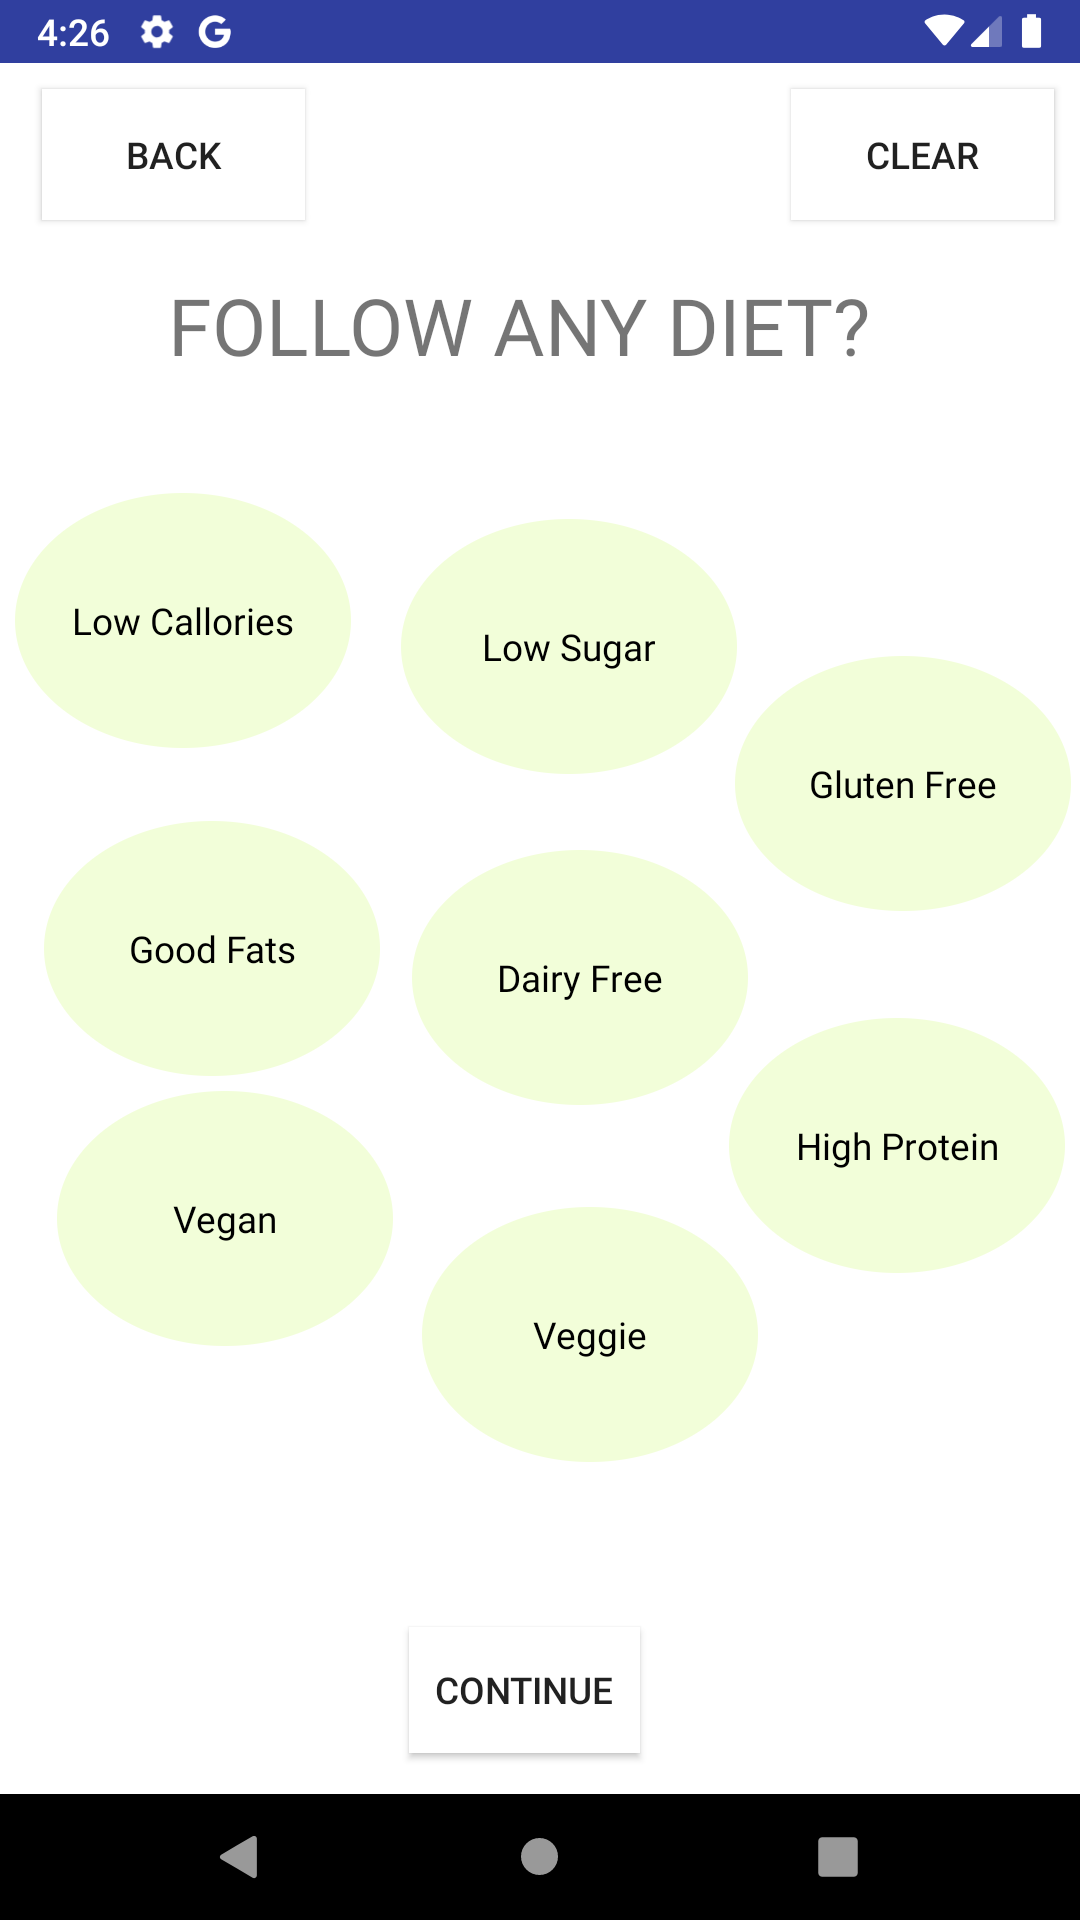 4:26
BACK
CLEAR
FOLLOW ANY DIET?
Low Callories
Low Sugar
Gluten Free
Good Fats
Dairy Free
High Protein
Vegan
Veggie
CONTINUE